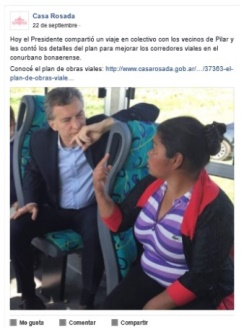 Casa Rosada
22 de septiembre ·
Hoy el Presidente compartió un viaje en colectivo con los vecinos de Pilar y
les contó los detalles del plan para mejorar los corredores viales en el
conurbano bonaerense.
Conocé el plan de obras viales: http://www.casarosada.gob.ar/.../37363-el-
plan-de-obras-viale...
Me gusta Comentar Compartir